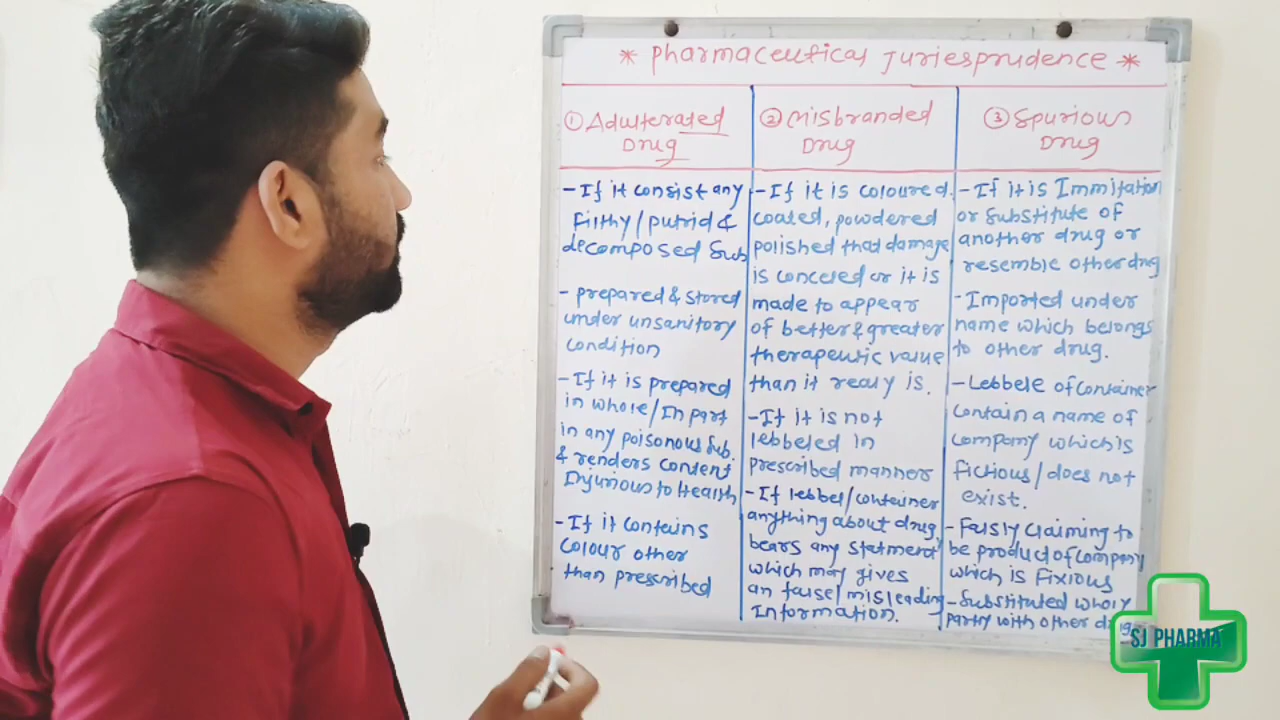 * Pharmaceutical Juriesprudence *
① Adulterated
Drug
- If it consist any
Filthy/putrid &
decomposed Sub
- prepared & stored
under unsanitory
condition
- If it is prepared
in whole/In part
in any poisonous Sub.
& renders content
Injurious to Health
- If it contains
colour other
than prescribed
② Misbranded
Drug
- If it is coloured.
coated, powdered
polished that damage
is conceled or it is
made to appear
of better & greater
therapeutic value
than it realy is.
- If it is not
lebbeled in
prescribed manners
- If lebbel/container
anything about drug,
bears any statment
which may gives
an false/misleading
Information.
③ Spurious
Drug
- If it is Immitation
or substitute of
another drug or
resemble other drug
- Imported under
name which belongs
to other drug.
- Lebbele of container
contain a name of
company which is
fictious/does not
exist.
- Falsly claiming to
be product of company
which is fixious
- Substituted wholy
partly with other drug
SJ PHARMA